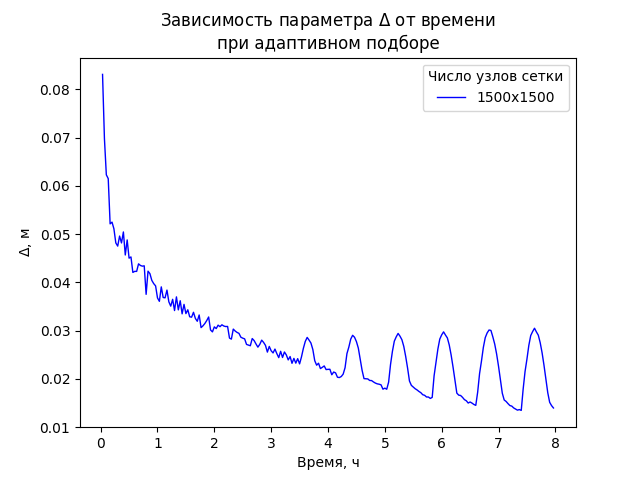 Зависимость параметра Δ от времени
при адаптивном подборе
Число узлов сетки
1500x1500
Δ, м
0.08
0.07
0.06
0.05
0.04
0.03
0.02
0.01
0 1 2 3 4 5 6 7 8
Время, ч